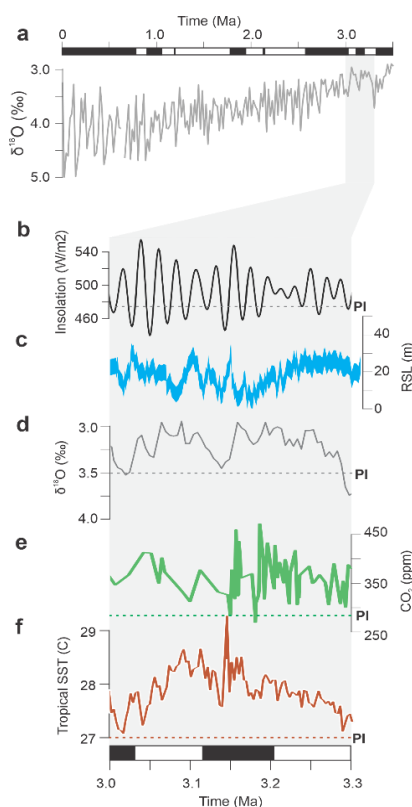 Time (Ma)
0 1.0 2.0 3.0
a
3.0
4.0
5.0
δ¹⁸O (‰)
b
540
500
460
Insolation (W/m2)
PI
c
40
20
0
RSL (m)
d
3.0
3.5
4.0
δ¹⁸O (‰)
PI
e
450
350
250
CO₂ (ppm)
PI
f
29
28
27
Tropical SST (C)
PI
3.0 3.1 3.2 3.3
Time (Ma)